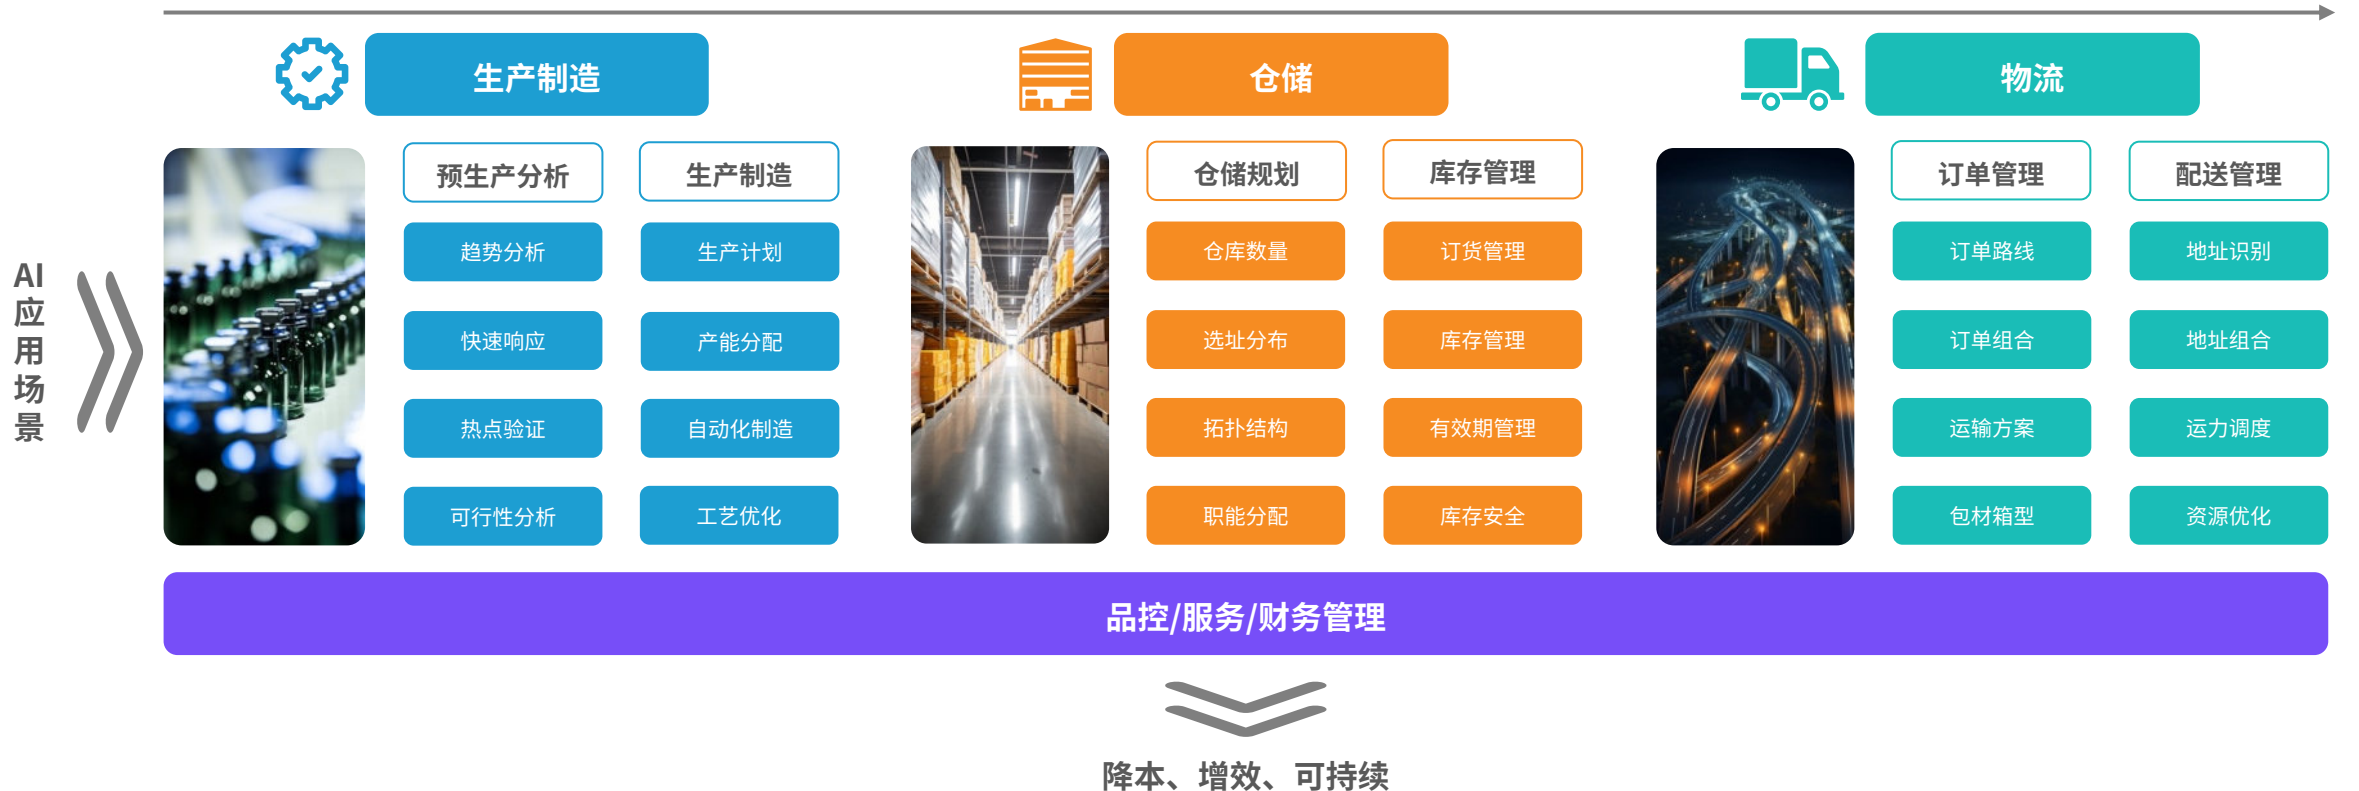 生产制造
仓储
物流
AI
应
用
场
景
预生产分析
生产制造
趋势分析
生产计划
快速响应
产能分配
热点验证
自动化制造
可行性分析
工艺优化
仓储规划
库存管理
仓库数量
订货管理
选址分布
库存管理
拓扑结构
有效期管理
职能分配
库存安全
订单管理
配送管理
订单路线
地址识别
订单组合
地址组合
运输方案
运力调度
包材箱型
资源优化
品控/服务/财务管理
降本、增效、可持续